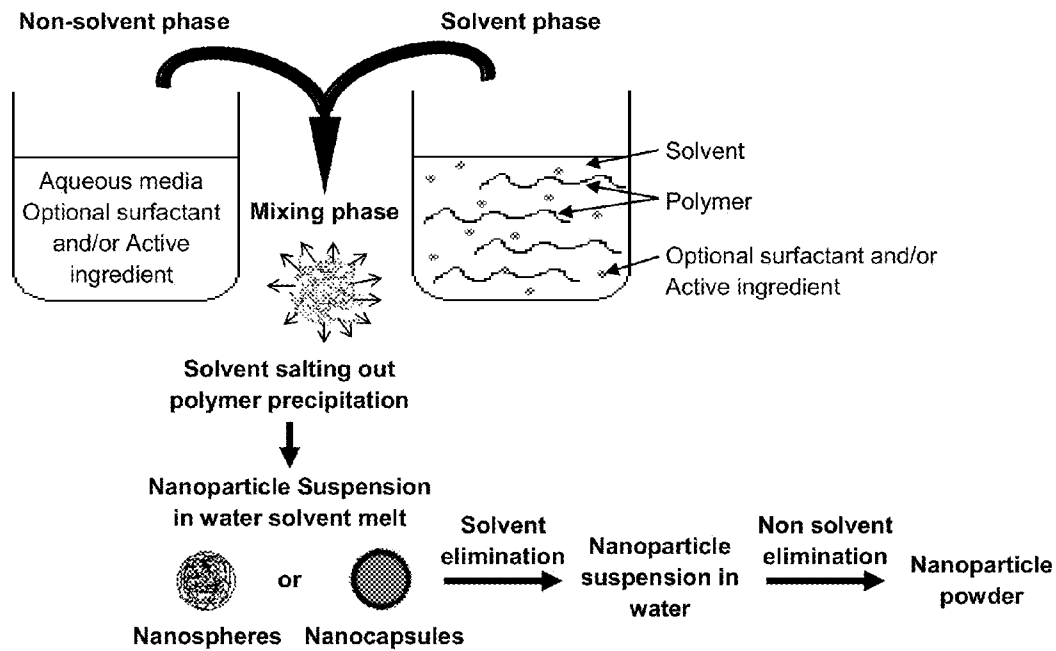 Non-solvent phase
Solvent phase
Aqueous media
Optional surfactant
and/or Active
ingredient
Mixing phase
Solvent
Polymer
Optional surfactant and/or
Active ingredient
Solvent salting out
polymer precipitation
Nanoparticle Suspension
in water solvent melt
or
Nanospheres
Nanocapsules
Solvent
elimination
Nanoparticle
suspension in
water
Non solvent
elimination
Nanoparticle
powder